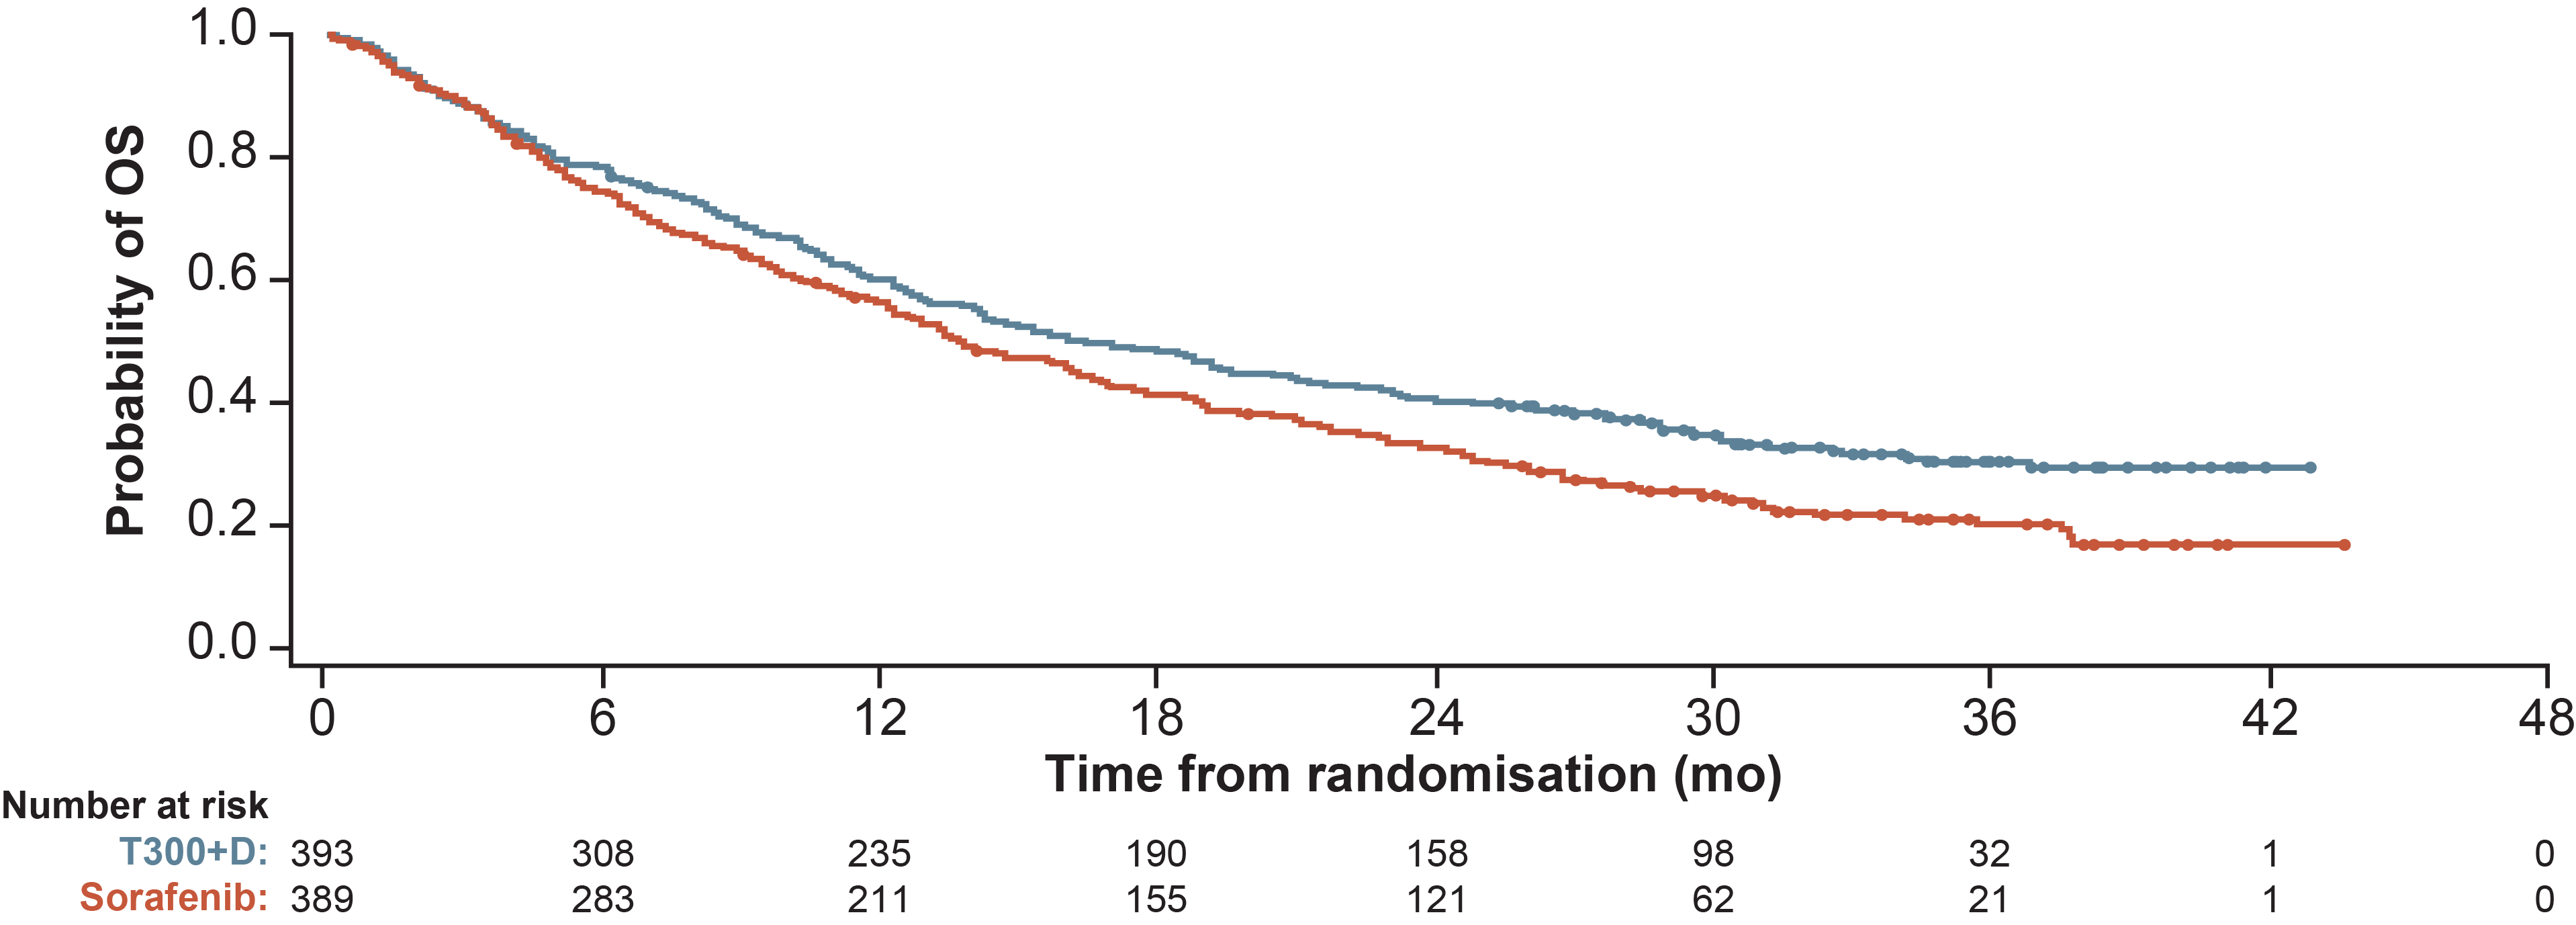 1.0
0.8
0.6
0.4
0.2
0.0
Probability of OS
0 6 12 18 24 30 36 42 48
Time from randomisation (mo)
Number at risk
T300+D: 393 308 235 190 158 98 32 1 0
Sorafenib: 389 283 211 155 121 62 21 1 0